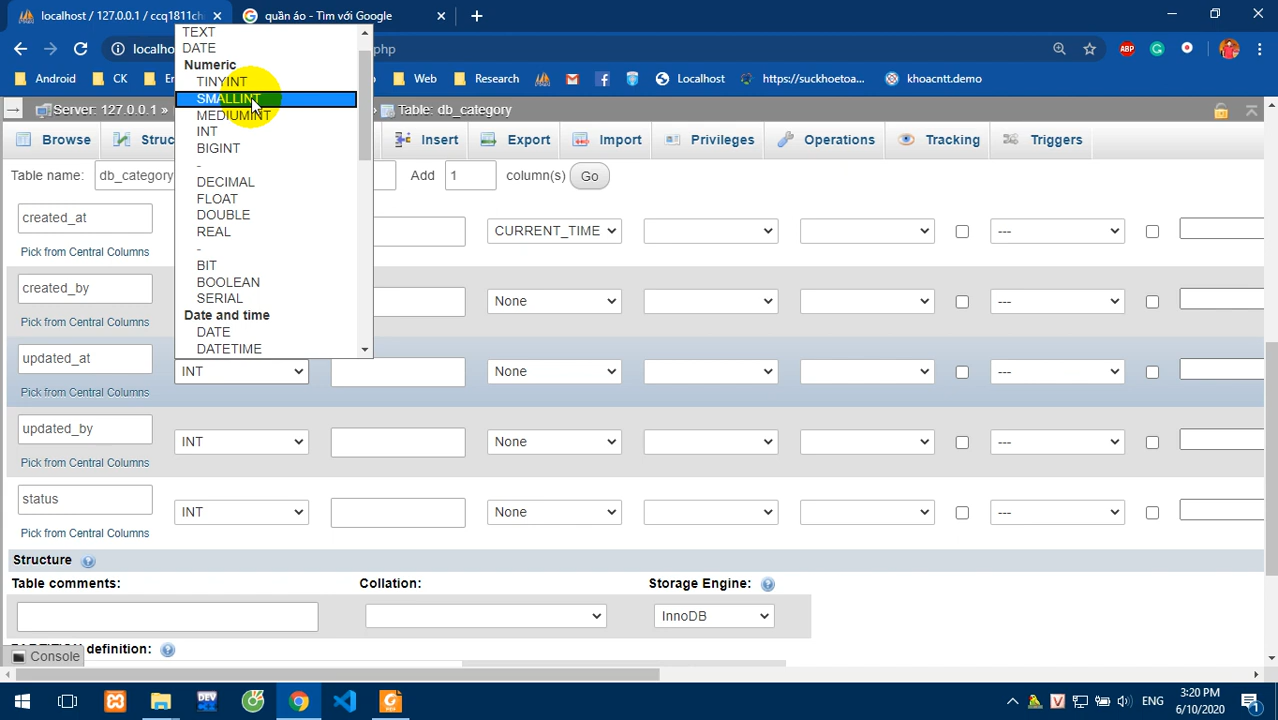 localhost / 127.0.0.1 / ccq1811c
quần áo - Tìm với Google
php
Android
CK
Web
Research
Localhost
https://suckhoetoa...
khoacntt.demo
Server: 127.0.0.1 »
Table: db_category
Browse
Insert
Export
Import
Privileges
Operations
Tracking
Triggers
Table name:
db_category
Add
1
column(s)
Go
TEXT
DATE
Numeric
TINYINT
SMALLINT
MEDIUMINT
INT
BIGINT
-
DECIMAL
FLOAT
DOUBLE
REAL
-
BIT
BOOLEAN
SERIAL
Date and time
DATE
DATETIME
created_at
CURRENT_TIME
---
Pick from Central Columns
created_by
None
---
Pick from Central Columns
updated_at
INT
None
---
Pick from Central Columns
updated_by
INT
None
---
Pick from Central Columns
status
INT
None
---
Pick from Central Columns
Structure
Table comments:
Collation:
Storage Engine:
InnoDB
definition:
Console
ABP
DEV
ENG
3:20 PM
6/10/2020
1